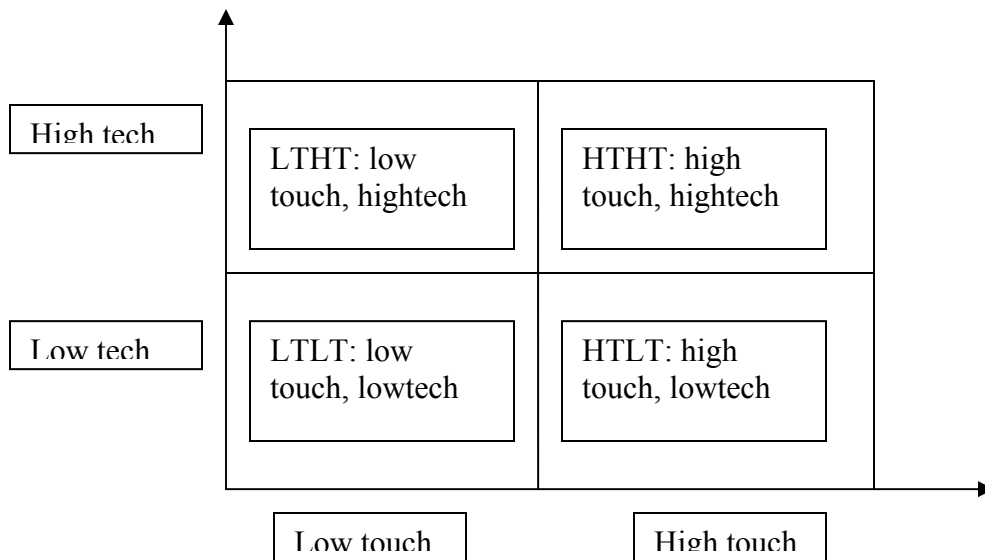 High tech
LTHT: low
touch, hightech
HTHT: high
touch, hightech
Low tech
LTLT: low
touch, lowtech
HTLT: high
touch, lowtech
Low touch
High touch